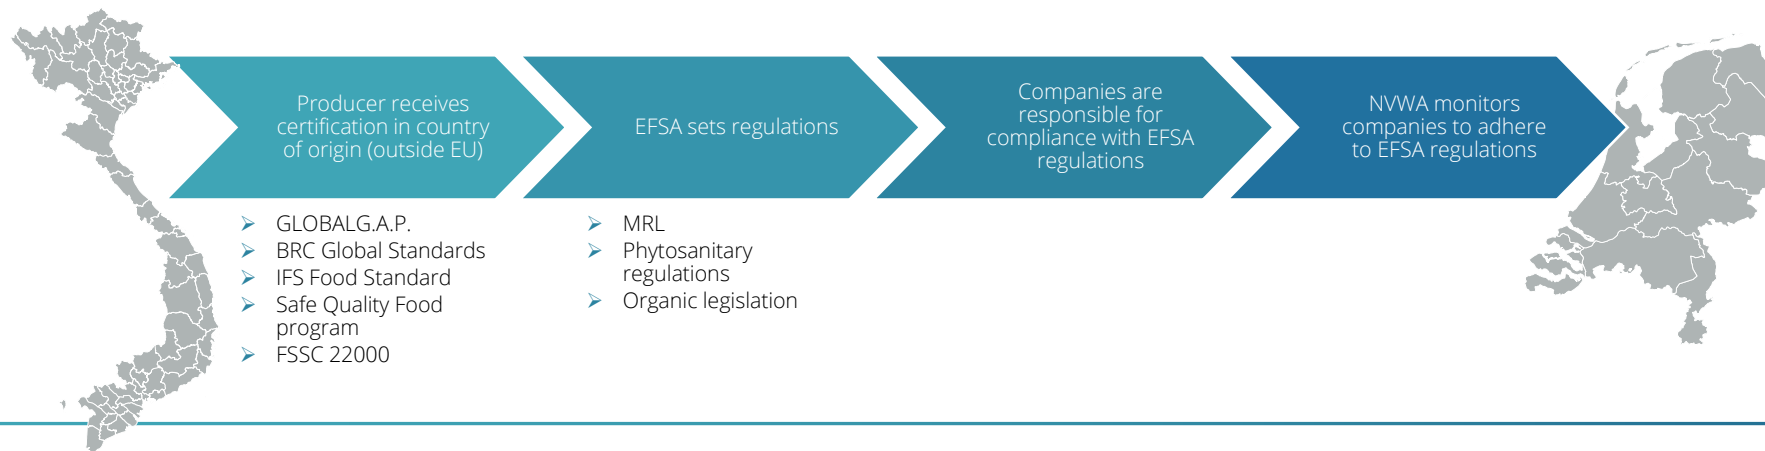 Producer receives
certification in country
of origin (outside EU)
EFSA sets regulations
Companies are
responsible for
compliance with EFSA
regulations
NVWA monitors
companies to adhere
to EFSA regulations
GLOBALG.A.P.
BRC Global Standards
IFS Food Standard
Safe Quality Food
program
FSSC 22000
MRL
Phytosanitary
regulations
Organic legislation